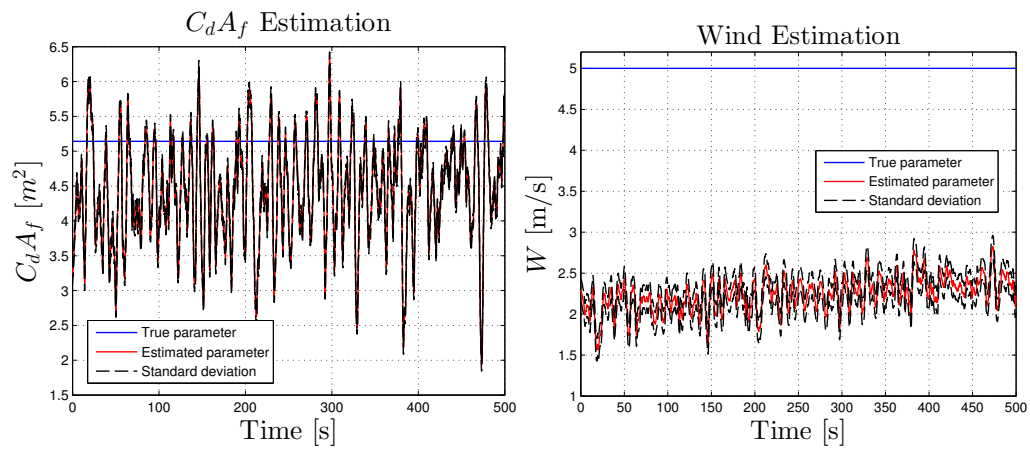 C_dA_f Estimation
C_dA_f [m^2]
6.5
6
5.5
5
4.5
4
3.5
3
2.5
2
1.5
True parameter
Estimated parameter
Standard deviation
0 100 200 300 400 500
Time [s]
Wind Estimation
W [m/s]
5
4.5
4
3.5
3
2.5
2
1.5
1
True parameter
Estimated parameter
Standard deviation
0 50 100 150 200 250 300 350 400 450 500
Time [s]